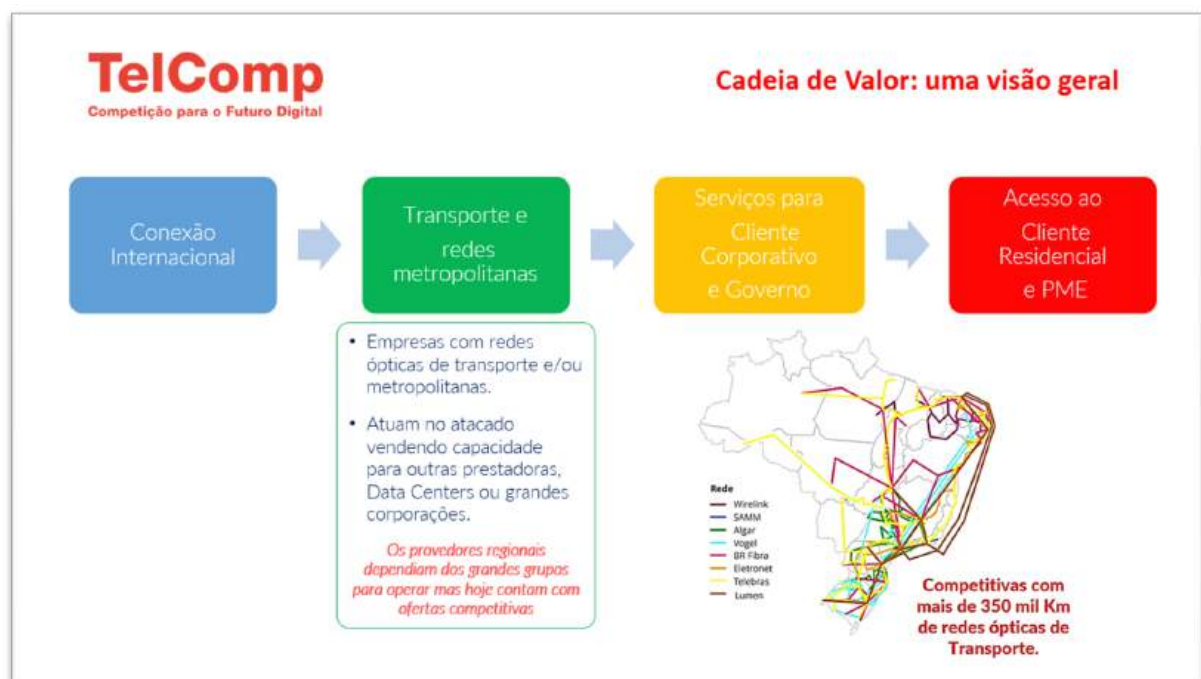 TelComp
Competição para o Futuro Digital
Cadeia de Valor: uma visão geral
Conexão
Internacional
Transporte e
redes
metropolitanas
Serviços para
Cliente
Corporativo
e Governo
Acesso ao
Cliente
Residencial
e PME
• Empresas com redes
ópticas de transporte e/ou
metropolitanas.
• Atuam no atacado
vendendo capacidade
para outras prestadoras,
Data Centers ou grandes
corporações.
Os provedores regionais
dependiam dos grandes grupos
para operar mas hoje contam com
ofertas competitivas
Rede
Wirelink
SAMM
Algar
Vogel
BR Fibra
Eletronet
Telebras
Lumen
Competitivas com
mais de 350 mil Km
de redes ópticas de
Transporte.